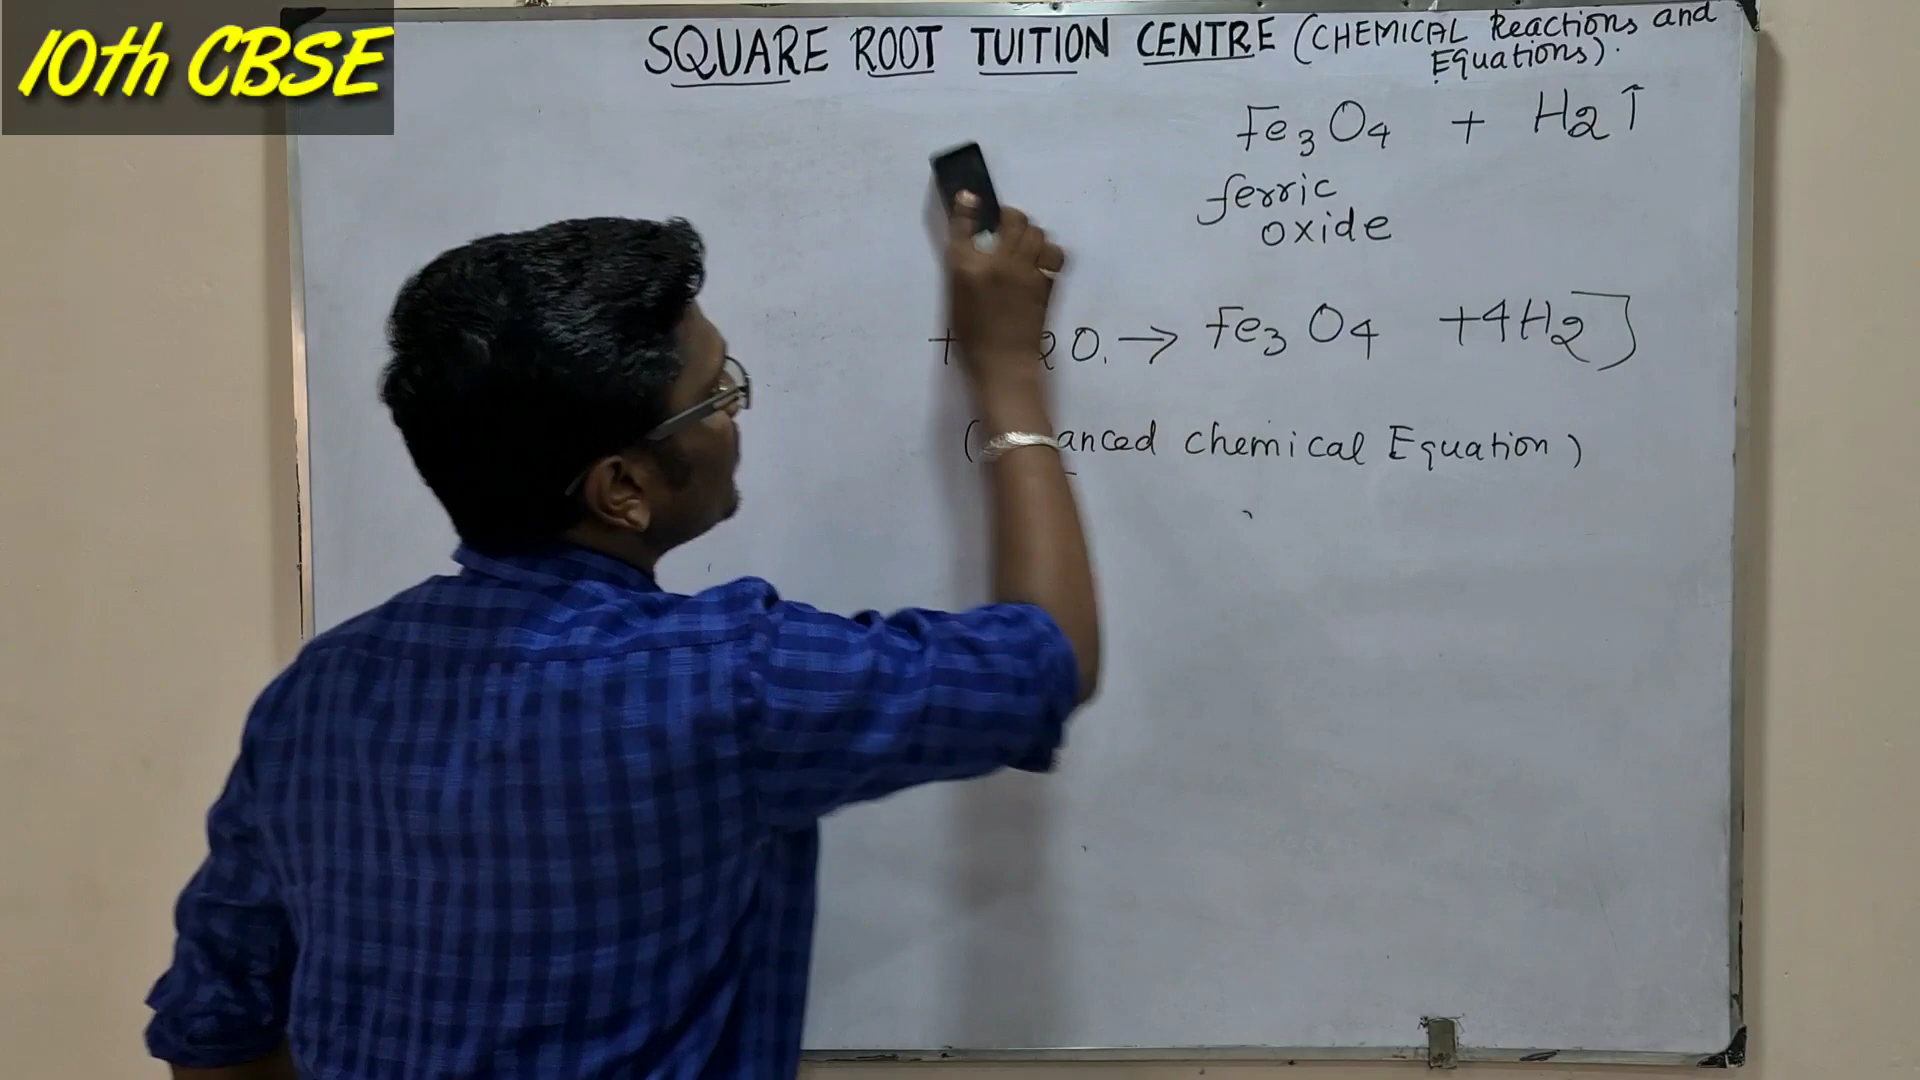 10th CBSE
SQUARE ROOT TUITION CENTRE (CHEMICAL Reactions and
Equations).
Fe3O4 + H2↑
ferric
oxide
+ 2O. → Fe3O4 +4H2]
( anced chemical Equation)